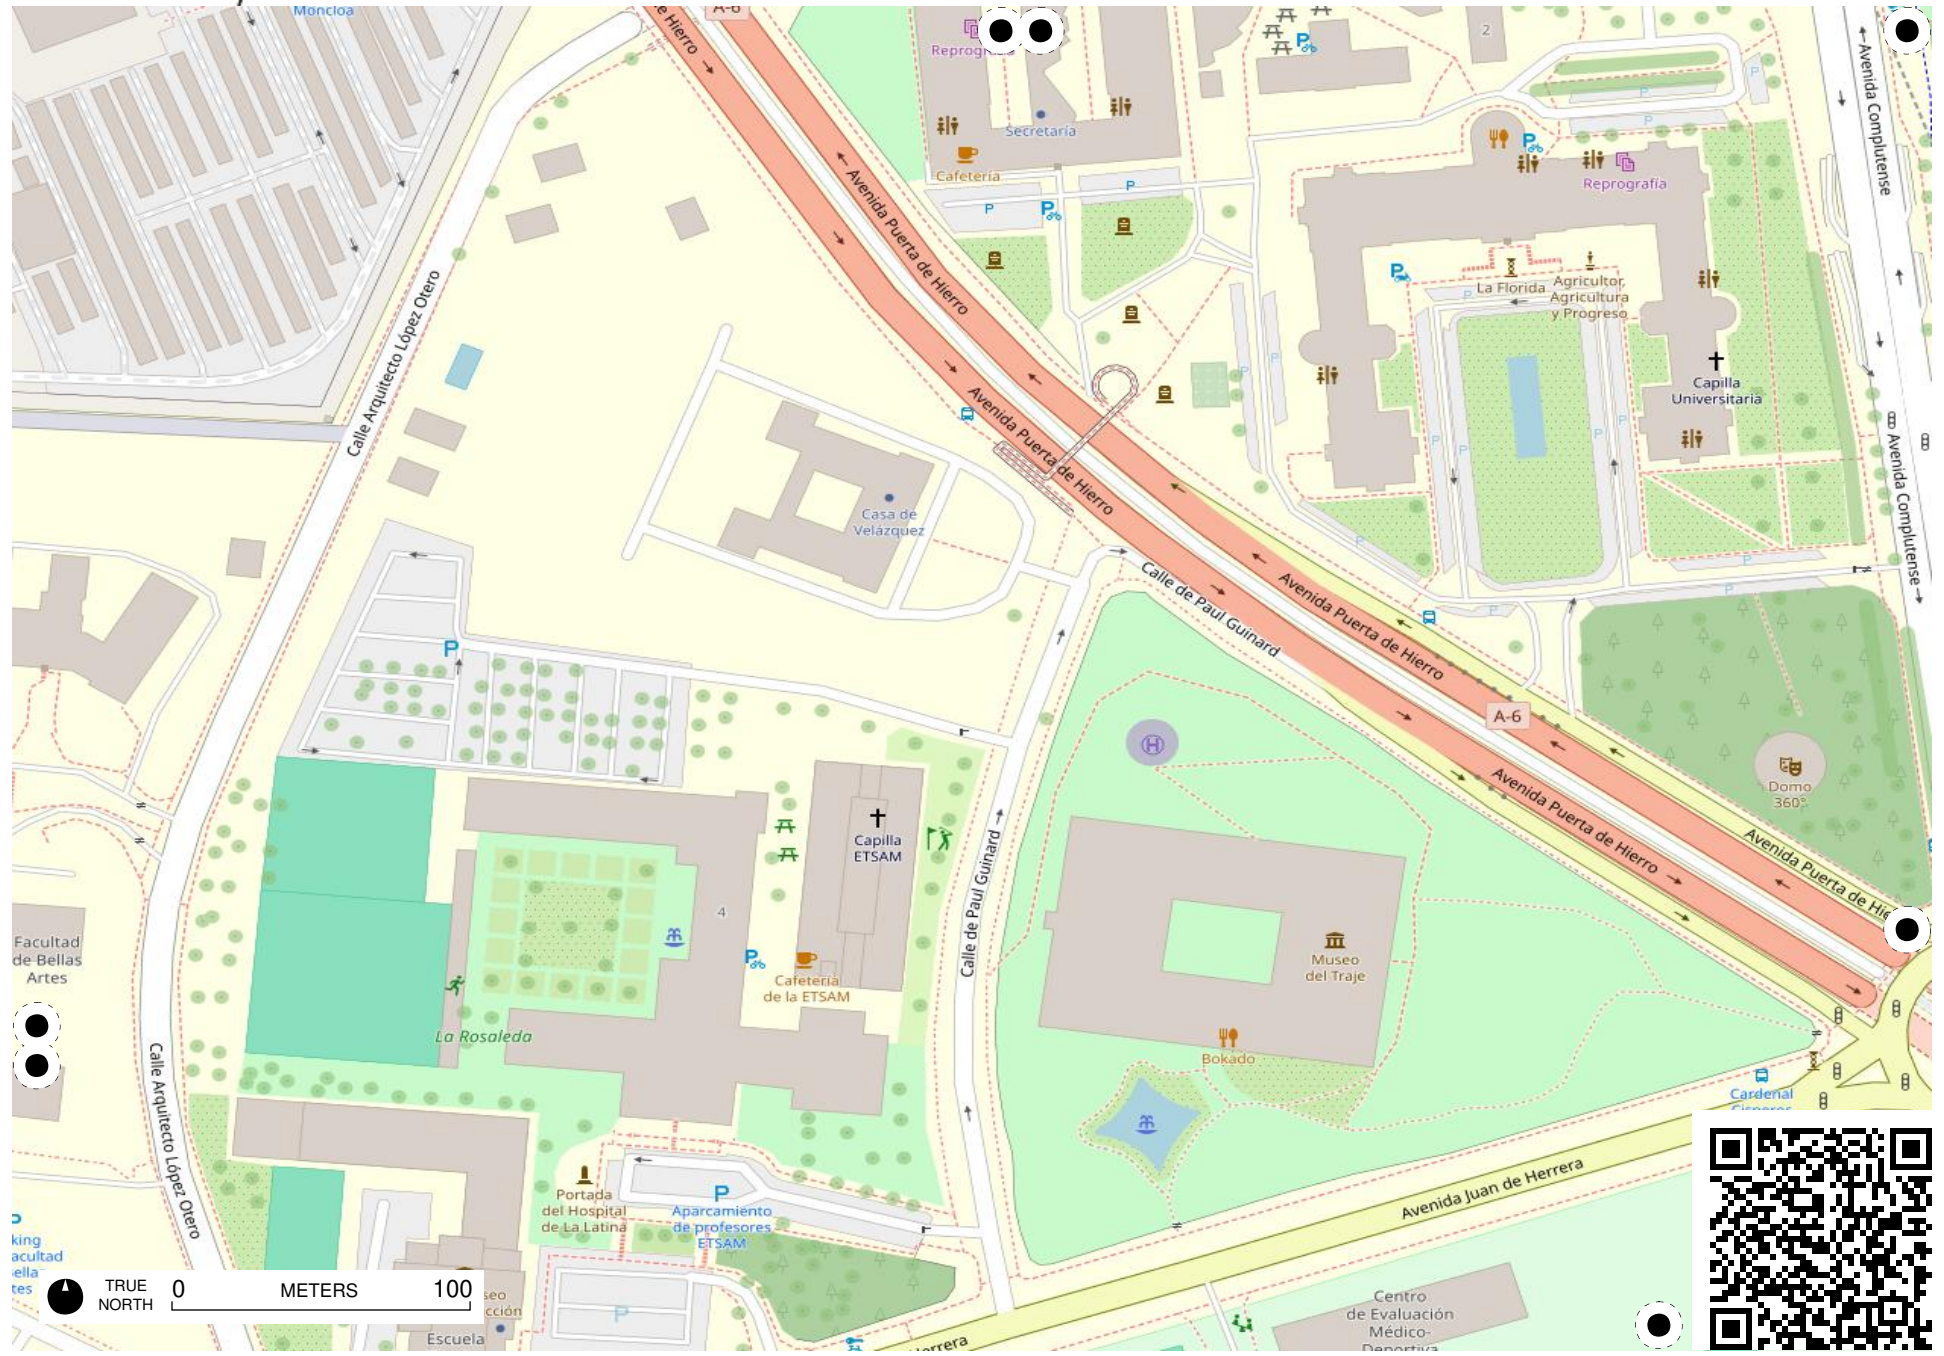 Moncloa
A-6
de Hierro
2
Avenida Complutense
Secretaría
Cafetería
P
P
P
P
P
P
P
Reprografía
Avenida Puerta de Hierro
Calle Arquitecto López Otero
La Florida
Agricultor,
Agricultura
y Progreso
Capilla
Universitaria
Avenida Puerta de Hierro
Avenida Complutense
Casa de
Velázquez
Calle de Paul Guinard
Avenida Puerta de Hierro
P
H
A-6
Domo
360°
Avenida Puerta de Hierro
Avenida Puerta de Hie
Capilla
ETSAM
4
Calle de Paul Guinard
Facultad
de Bellas
Artes
Cafetería
de la ETSAM
Museo
del Traje
La Rosaleda
Bokado
Cardenal
Cisneros
Calle Arquitecto López Otero
Portada
del Hospital
de La Latina
P
Aparcamiento
de profesores
ETSAM
Avenida Juan de Herrera
P
TRUE
NORTH
0 METERS 100
Escuela
P
Centro
de Evaluación
Médico-
Deportiva
Herrera